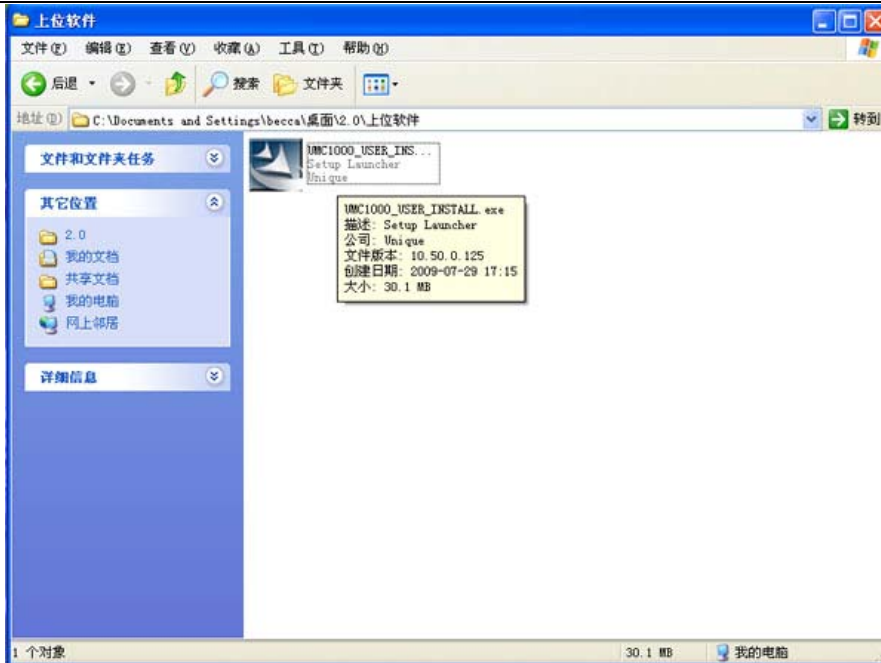 上位软件
文件(F) 编辑(E) 查看(V) 收藏(A) 工具(T) 帮助(H)
后退 搜索 文件夹
地址(D) C:\Documents and Settings\becca\桌面\2.0\上位软件 转到
文件和文件夹任务
其它位置
2.0
我的文档
共享文档
我的电脑
网上邻居
详细信息
UMC1000_USER_INS...
Setup Launcher
Unique
UMC1000_USER_INSTALL.exe
描述: Setup Launcher
公司: Unique
文件版本: 10.50.0.125
创建日期: 2009-07-29 17:15
大小: 30.1 MB
1 个对象 30.1 MB 我的电脑